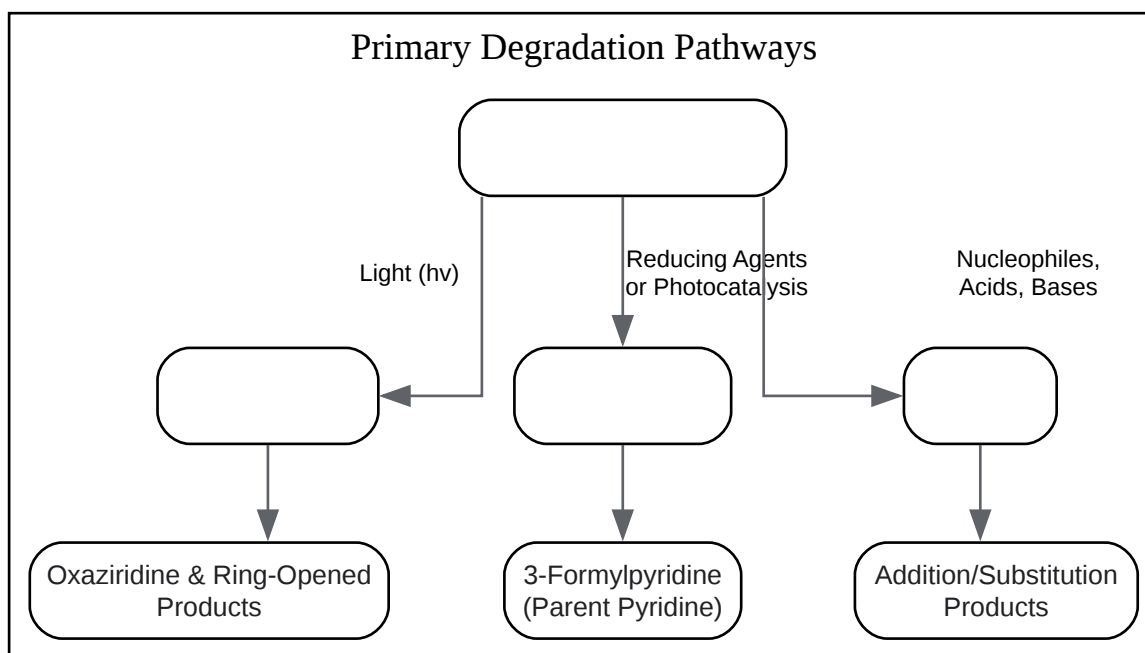 Primary Degradation Pathways
Light (hv)
Reducing Agents
or Photocatalysis
Nucleophiles,
Acids, Bases
Oxaziridine & Ring-Opened
Products
3-Formylpyridine
(Parent Pyridine)
Addition/Substitution
Products